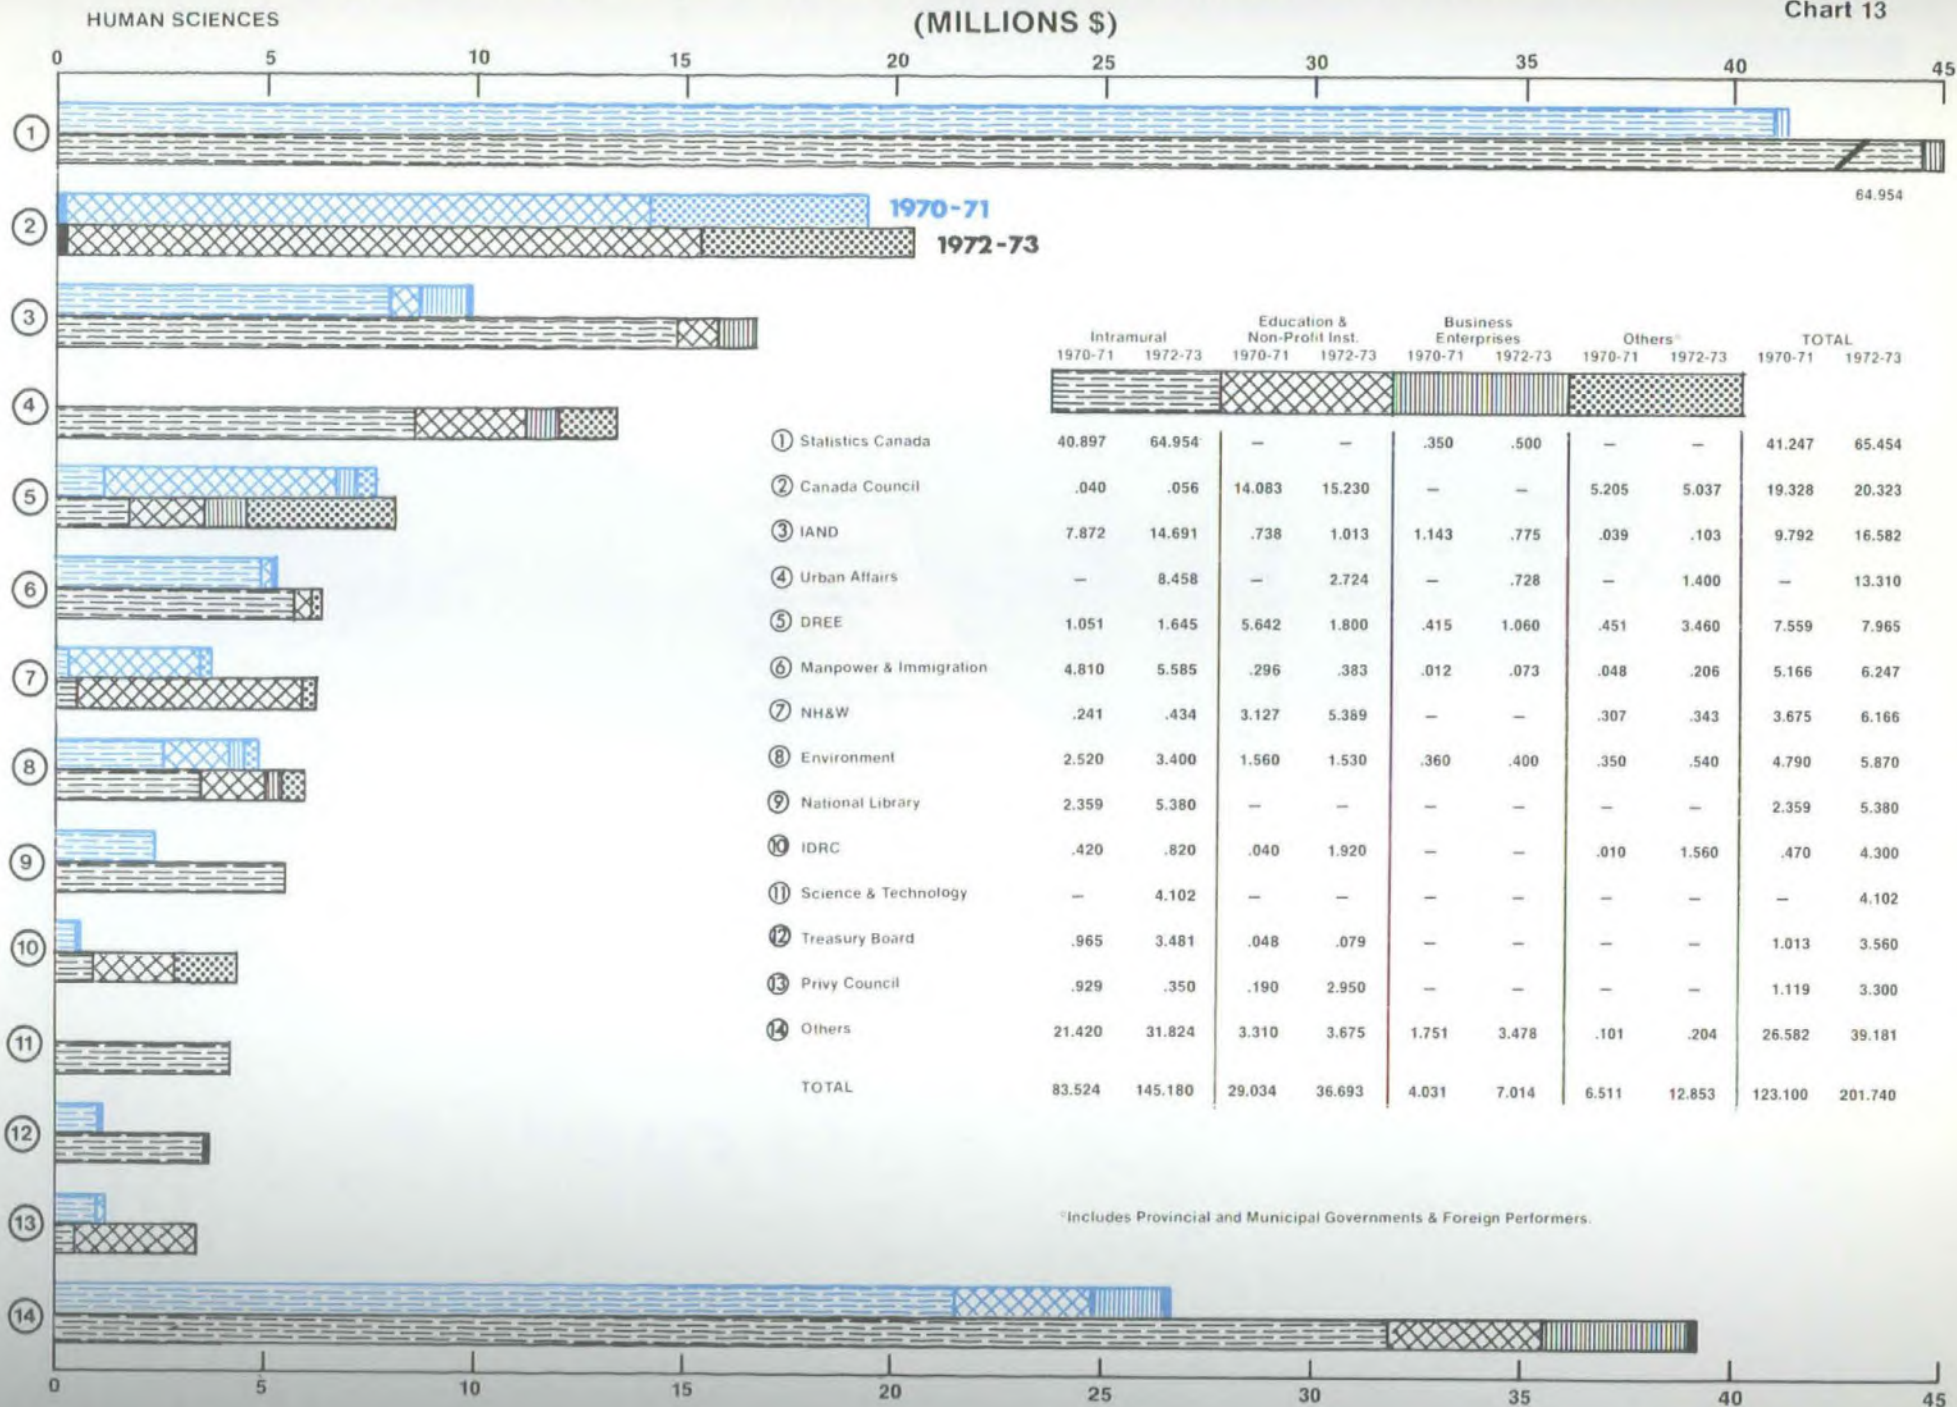 HUMAN SCIENCES
(MILLIONS $)
Chart 13
0 5 10 15 20 25 30 35 40 45
1
64.954
2 1970-71
1972-73
3
4
5
6
7
8
9
10
11
12
13
14
Intramural Education & Non-Profit Inst. Business Enterprises Others° TOTAL
1970-71 1972-73 1970-71 1972-73 1970-71 1972-73 1970-71 1972-73 1970-71 1972-73
1 Statistics Canada 40.897 64.954 — — .350 .500 — — 41.247 65.454
2 Canada Council .040 .056 14.083 15.230 — — 5.205 5.037 19.328 20.323
3 IAND 7.872 14.691 .738 1.013 1.143 .775 .039 .103 9.792 16.582
4 Urban Affairs — 8.458 — 2.724 — .728 — 1.400 — 13.310
5 DREE 1.051 1.645 5.642 1.800 .415 1.060 .451 3.460 7.559 7.965
6 Manpower & Immigration 4.810 5.585 .296 .383 .012 .073 .048 .206 5.166 6.247
7 NH&W .241 .434 3.127 5.389 — — .307 .343 3.675 6.166
8 Environment 2.520 3.400 1.560 1.530 .360 .400 .350 .540 4.790 5.870
9 National Library 2.359 5.380 — — — — — — 2.359 5.380
10 IDRC .420 .820 .040 1.920 — — .010 1.560 .470 4.300
11 Science & Technology — 4.102 — — — — — — — 4.102
12 Treasury Board .965 3.481 .048 .079 — — — — 1.013 3.560
13 Privy Council .929 .350 .190 2.950 — — — — 1.119 3.300
14 Others 21.420 31.824 3.310 3.675 1.751 3.478 .101 .204 26.582 39.181
TOTAL 83.524 145.180 29.034 36.693 4.031 7.014 6.511 12.853 123.100 201.740
°Includes Provincial and Municipal Governments & Foreign Performers.
0 5 10 15 20 25 30 35 40 45